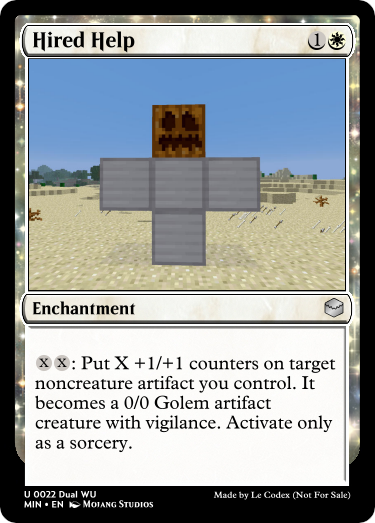 Hired Help 1
Enchantment
X X: Put X +1/+1 counters on target
noncreature artifact you control. It
becomes a 0/0 Golem artifact
creature with vigilance. Activate only
as a sorcery.
U 0022 Dual WU
MIN • EN Mojang Studios
Made by Le Codex (Not For Sale)